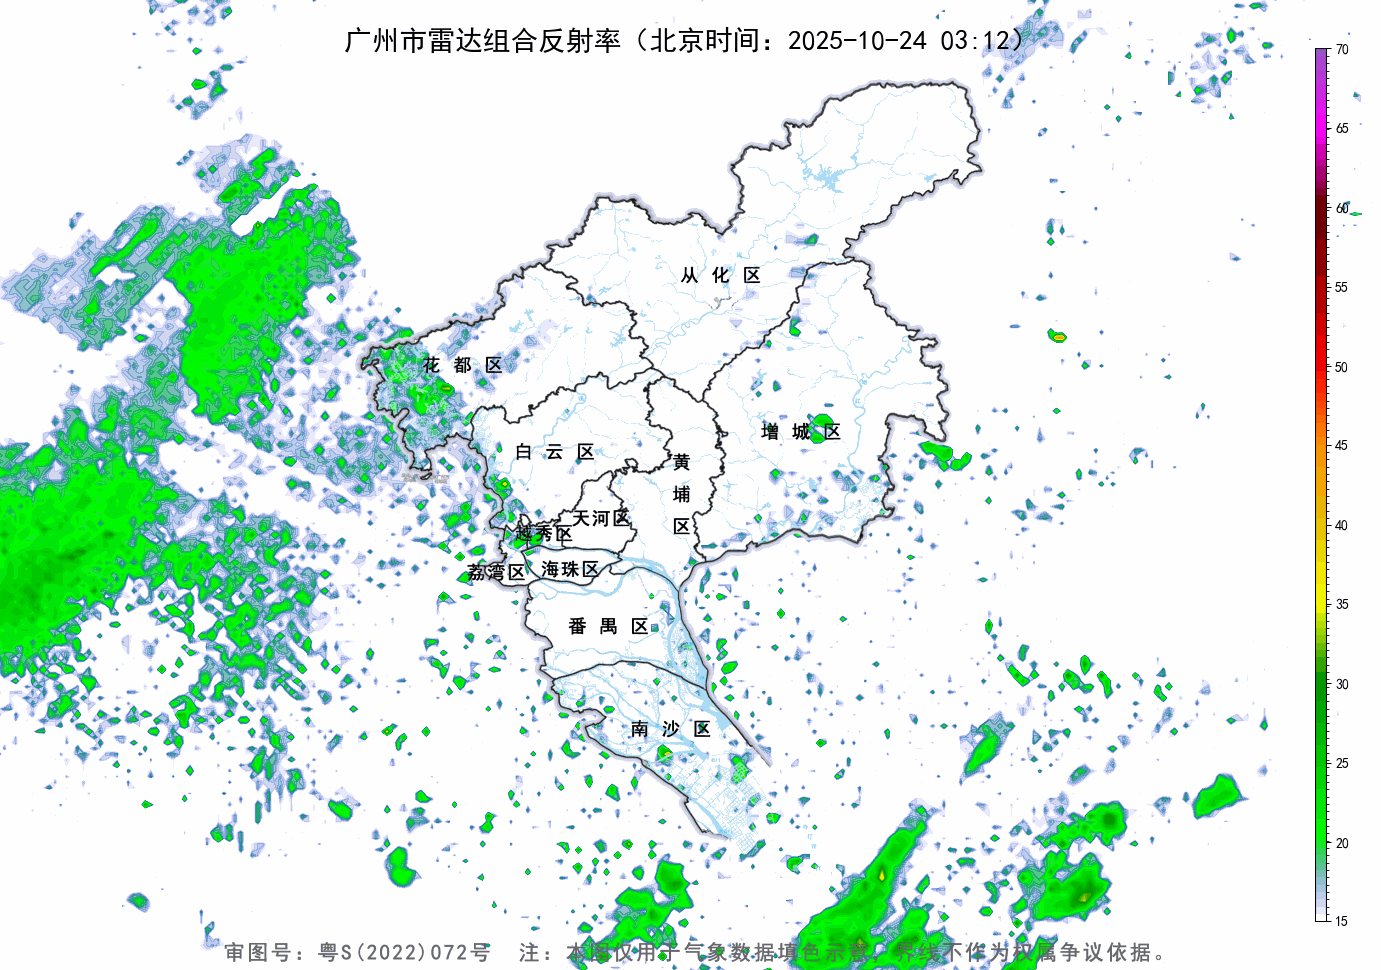 广州市雷达组合反射率（北京时间：2025-10-24 03:12）
70
65
60
55
50
45
40
35
30
25
20
15
从化区
花都区
增城区
白云区
黄埔区
天河区
越秀区
荔湾区
海珠区
番禺区
南沙区
审图号：粤S(2022)072号 注：本图仅用于气象数据填色示意，界线不作为权属争议依据。